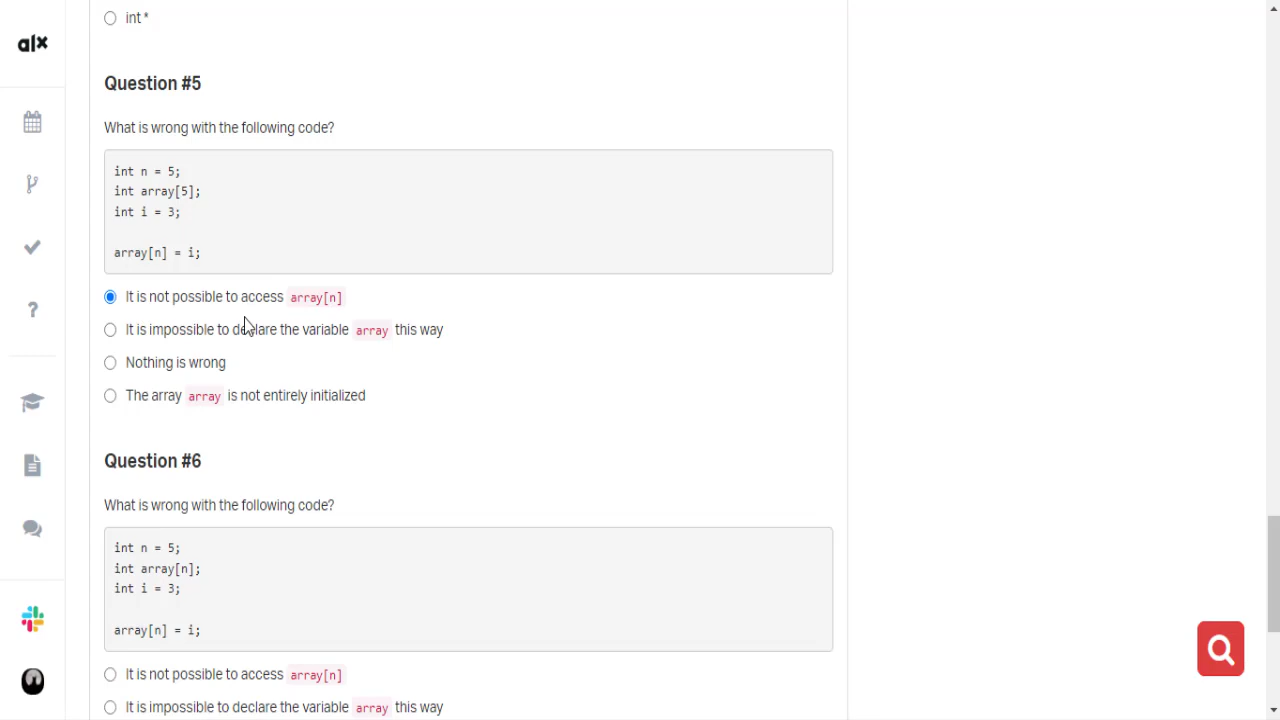 int *
alx
Question #5
What is wrong with the following code?
int n = 5;
int array[5];
int i = 3;
array[n] = i;
It is not possible to access array[n]
It is impossible to declare the variable array this way
Nothing is wrong
The array array is not entirely initialized
Question #6
What is wrong with the following code?
int n = 5;
int array[n];
int i = 3;
array[n] = i;
It is not possible to access array[n]
It is impossible to declare the variable array this way